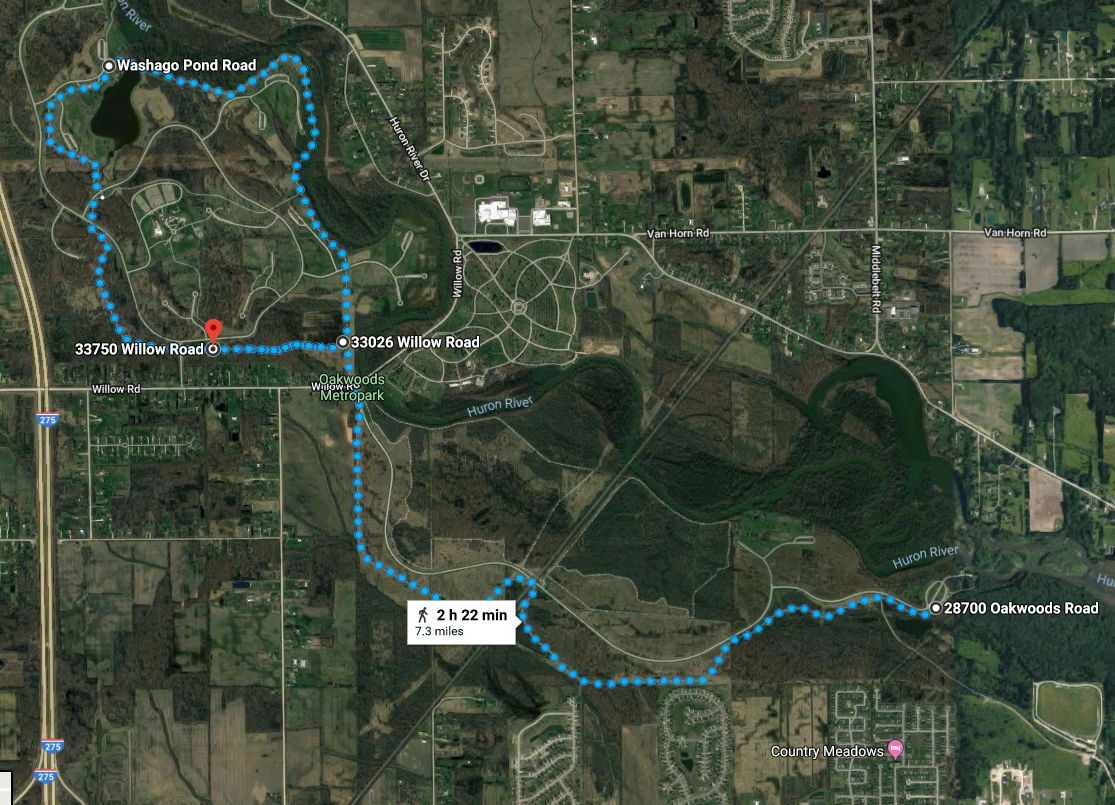 on River
Washago Pond Road
Huron River Dr
Van Horn Rd
Van Horn Rd
Willow Rd
Middlebelt Rd
33750 Willow Road
33026 Willow Road
Oakwoods
Metropark
Willow Rd
Willow R
Huron River
275
Huron River
Hu
2 h 22 min
7.3 miles
28700 Oakwoods Road
275
275
Country Meadows